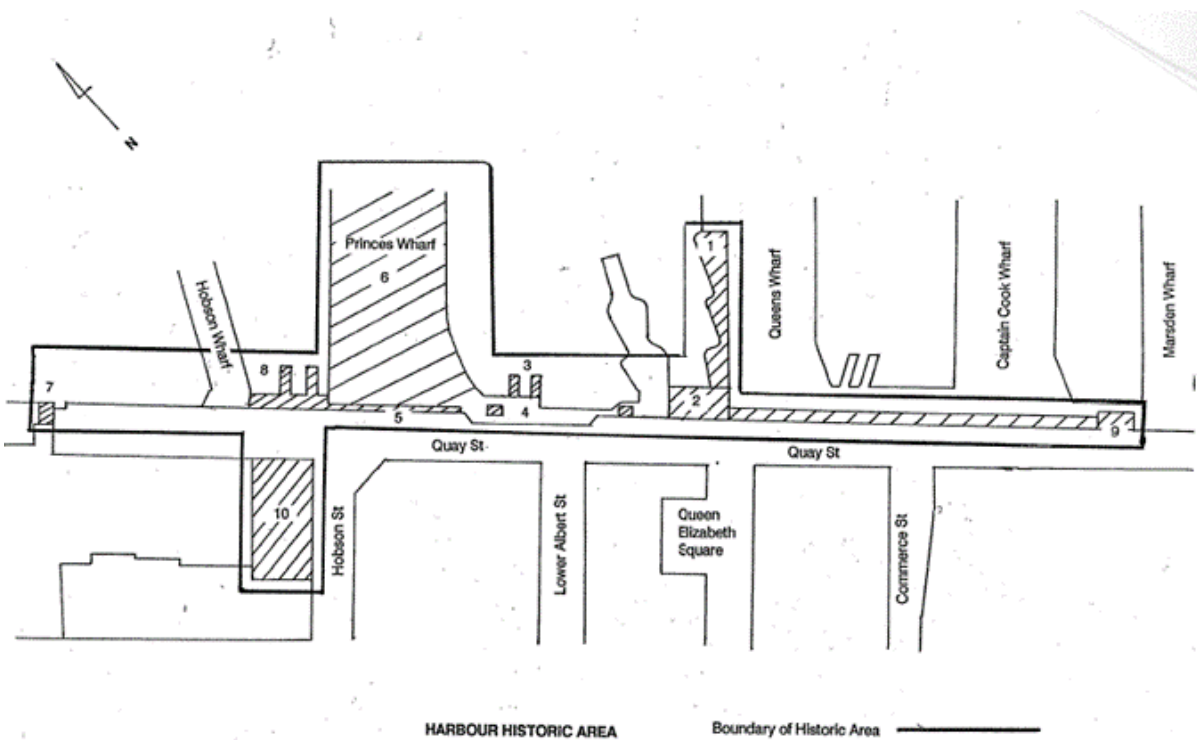 N
Princes Wharf
6
1
Hobson Wharf
Queens Wharf
Captain Cook Wharf
Marsden Wharf
7
8
3
4
5
2
9
Quay St
Quay St
10
Hobson St
Lower Albert St
Queen
Elizabeth
Square
Commerce St
HARBOUR HISTORIC AREA
Boundary of Historic Area